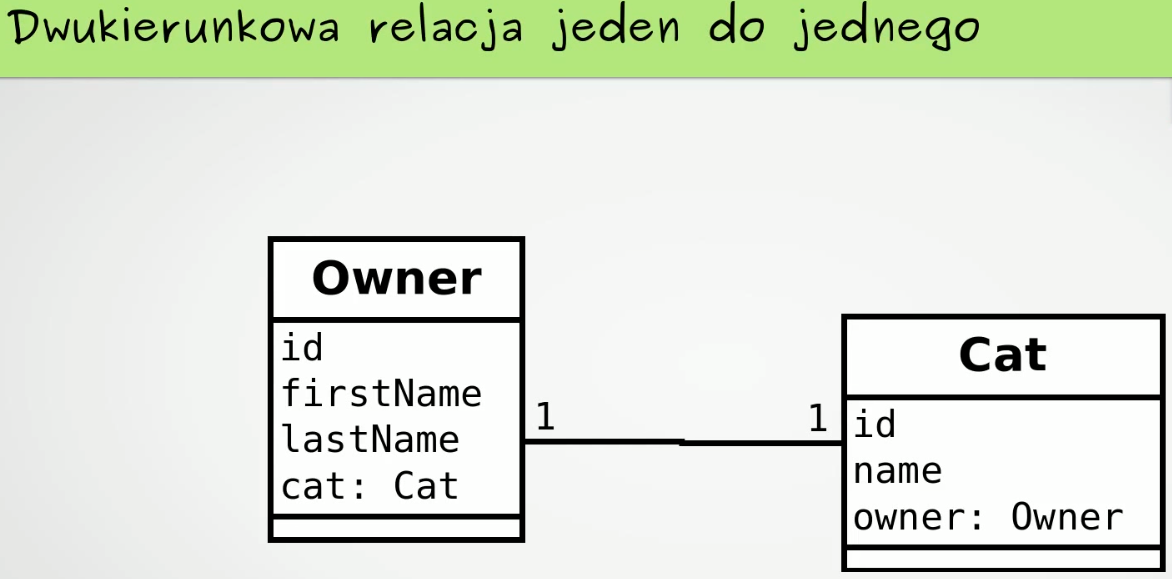 Dwukierunkowa relacja jeden do jednego
Owner
id
firstName
lastName
cat: Cat
1
1
Cat
id
name
owner: Owner